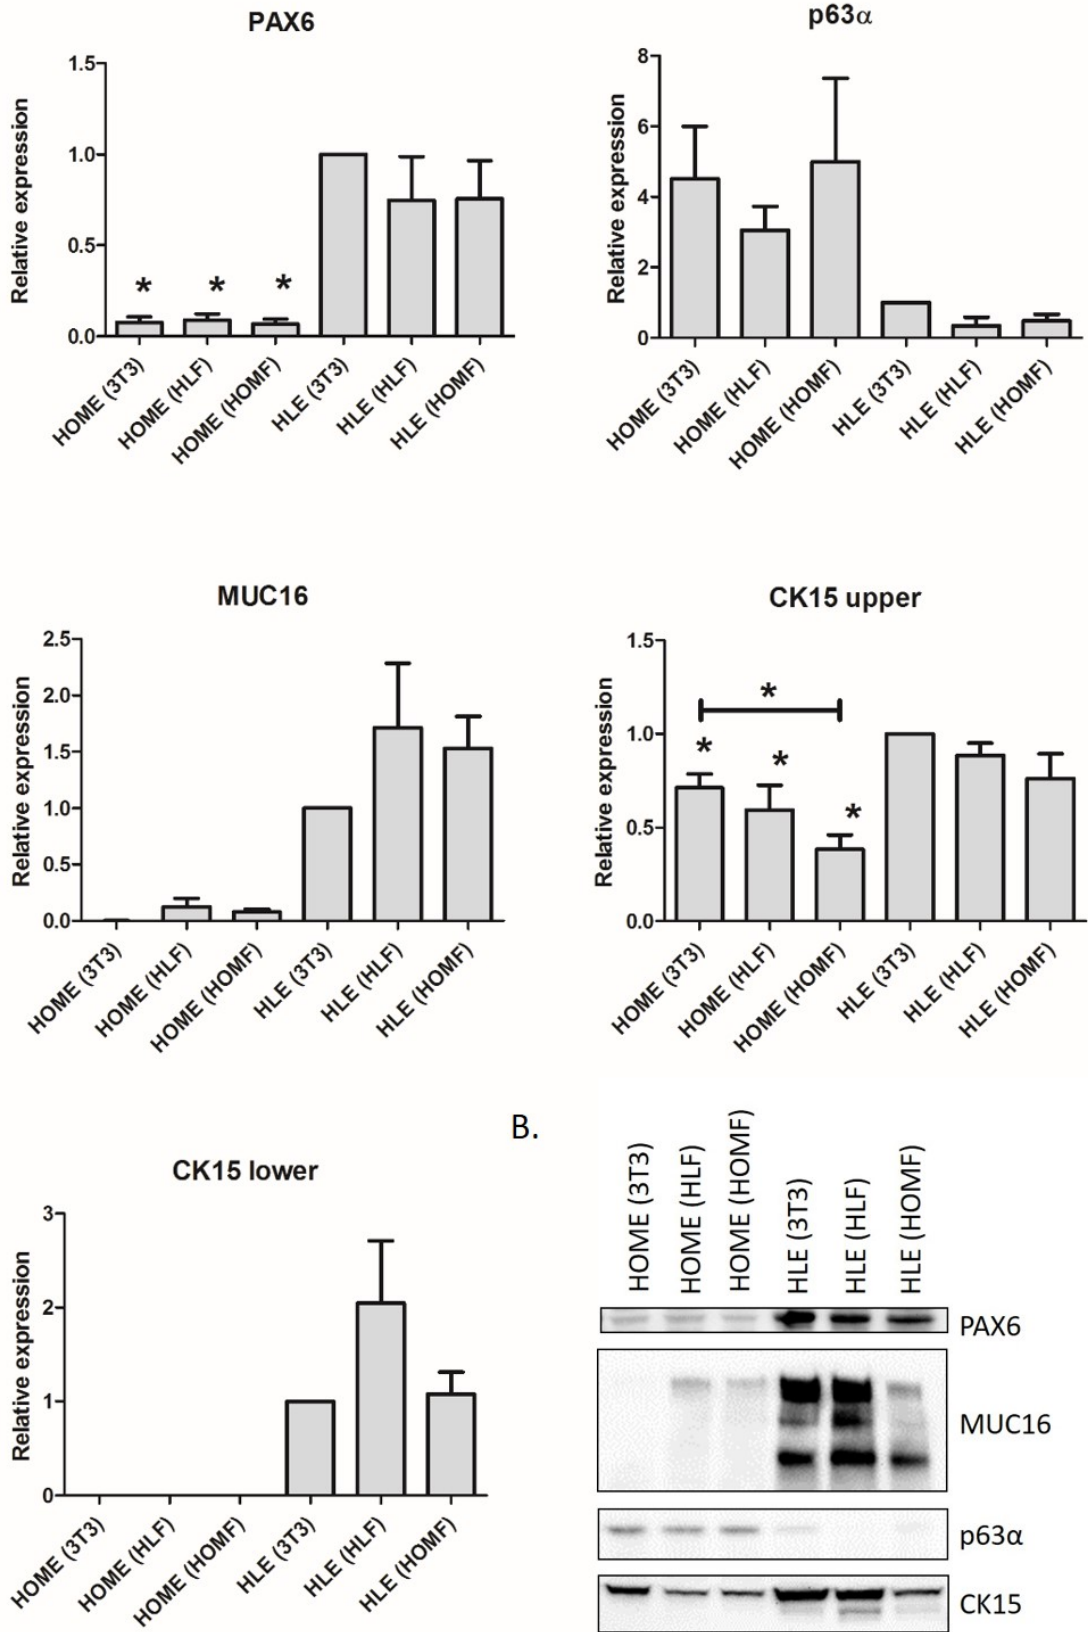 PAX6
Relative expression
1.5
1.0
0.5
0.0
*
*
*
HOME (3T3)
HOME (HLF)
HOME (HOMF)
HLE (3T3)
HLE (HLF)
HLE (HOMF)
p63α
Relative expression
8
6
4
2
0
HOME (3T3)
HOME (HLF)
HOME (HOMF)
HLE (3T3)
HLE (HLF)
HLE (HOMF)
MUC16
Relative expression
2.5
2.0
1.5
1.0
0.5
0.0
HOME (3T3)
HOME (HLF)
HOME (HOMF)
HLE (3T3)
HLE (HLF)
HLE (HOMF)
CK15 upper
Relative expression
1.5
1.0
0.5
0.0
*
*
*
*
HOME (3T3)
HOME (HLF)
HOME (HOMF)
HLE (3T3)
HLE (HLF)
HLE (HOMF)
CK15 lower
Relative expression
3
2
1
0
HOME (3T3)
HOME (HLF)
HOME (HOMF)
HLE (3T3)
HLE (HLF)
HLE (HOMF)
B.
HOME (3T3)
HOME (HLF)
HOME (HOMF)
HLE (3T3)
HLE (HLF)
HLE (HOMF)
PAX6
MUC16
p63α
CK15